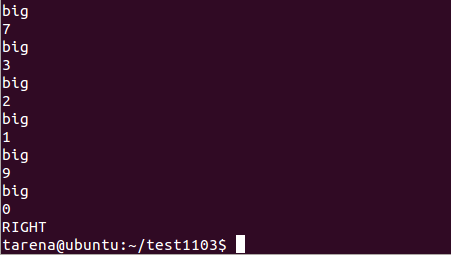 big
7
big
3
big
2
big
1
big
9
big
0
RIGHT
tarena@ubuntu:~/test1103$